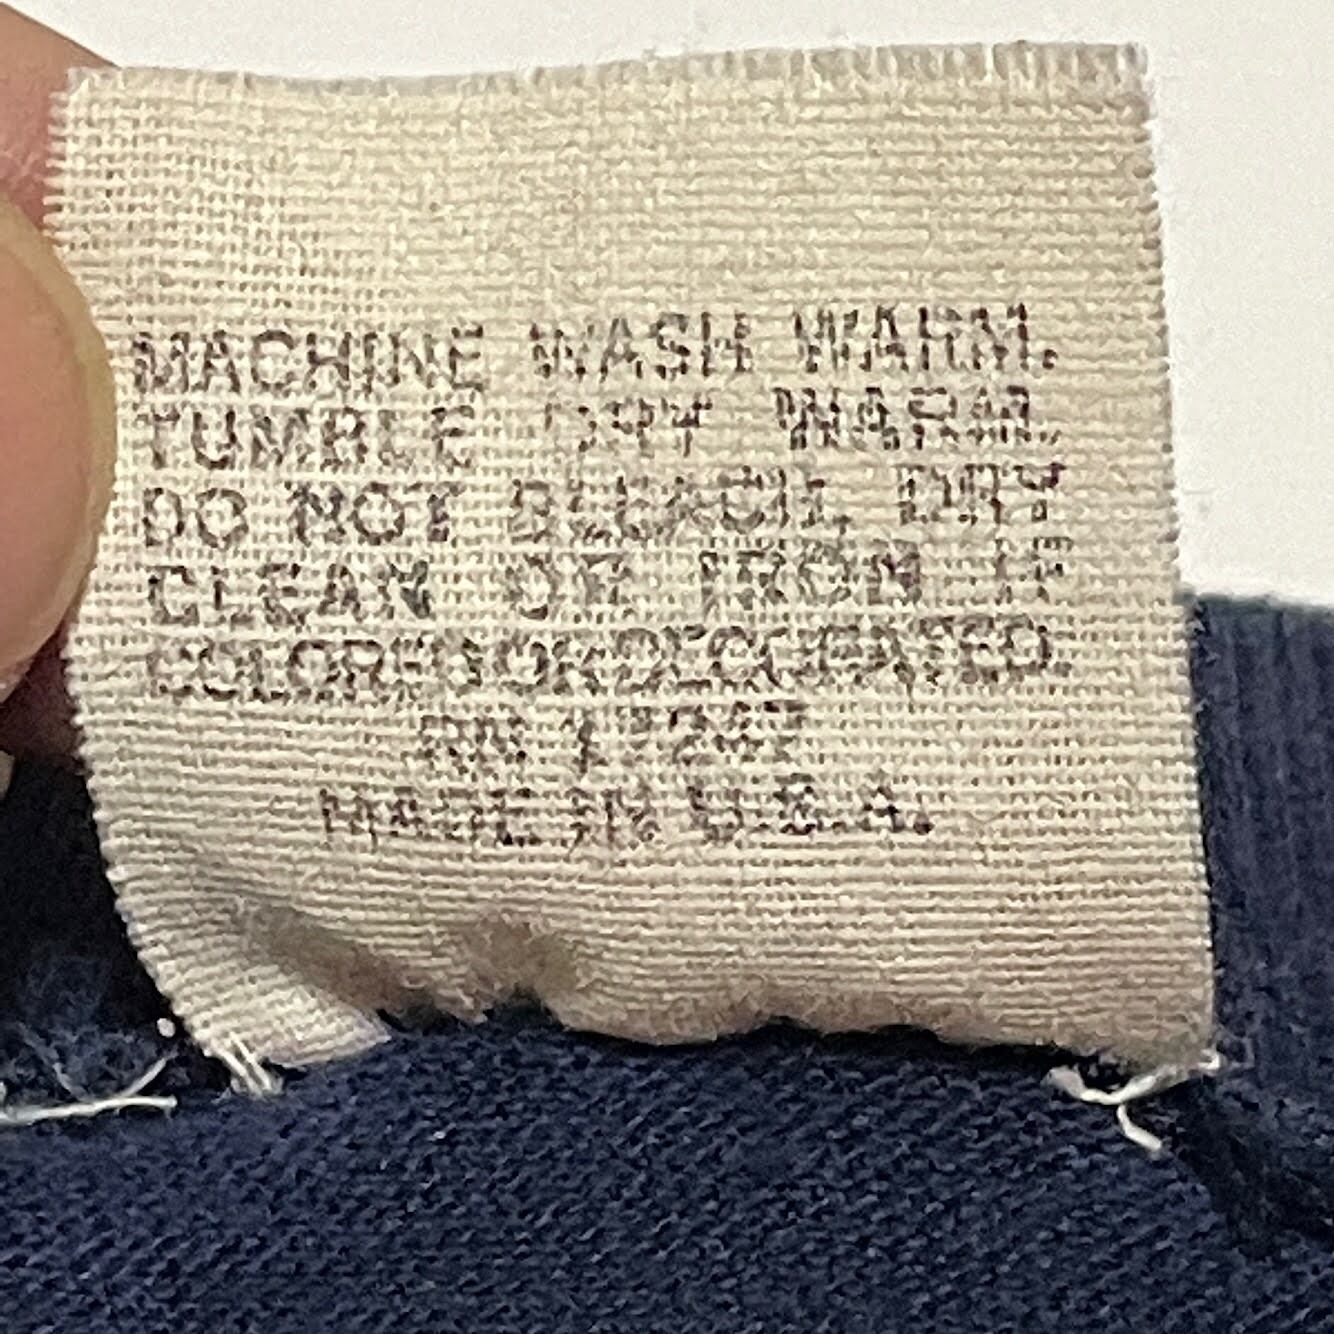 MACHINE WASH WARM.
TUMBLE DRY WARM.
DO NOT BLEACH, DRY
CLEAN OR IRON IF
COLORED OR DECORATED.
RN
MADE IN U.S.A.